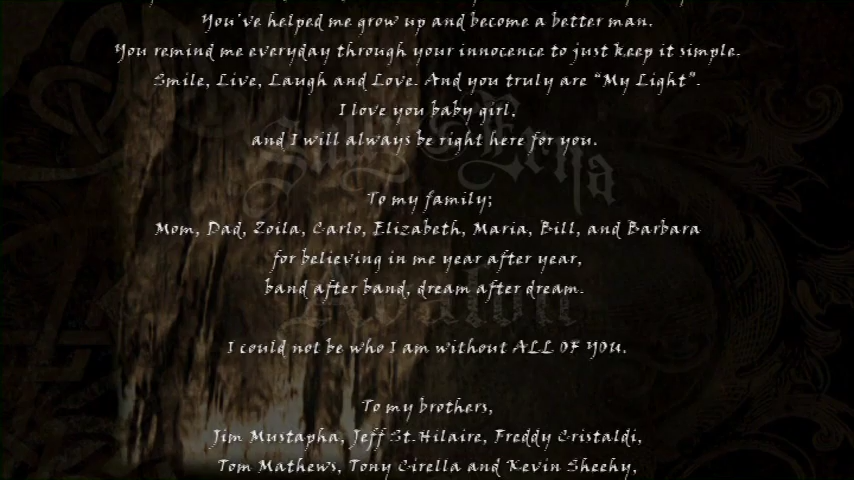 You've helped me grow up and become a better man.
You remind me everyday through your innocence to just keep it simple.
Smile, Live, Laugh and Love. And you truly are “My Light”.
I love you baby girl,
and I will always be right here for you.
Sully Erna
To my family;
Mom, Dad, Zoila, Carlo, Elizabeth, Maria, Bill, and Barbara
for believing in me year after year,
band after band, dream after dream.
Avalon
I could not be who I am without ALL OF YOU.
To my brothers,
Jim Mustapha, Jeff St.Hilaire, Freddy Cristaldi,
Tom Mathews, Tony Cirella and Kevin Sheehy,